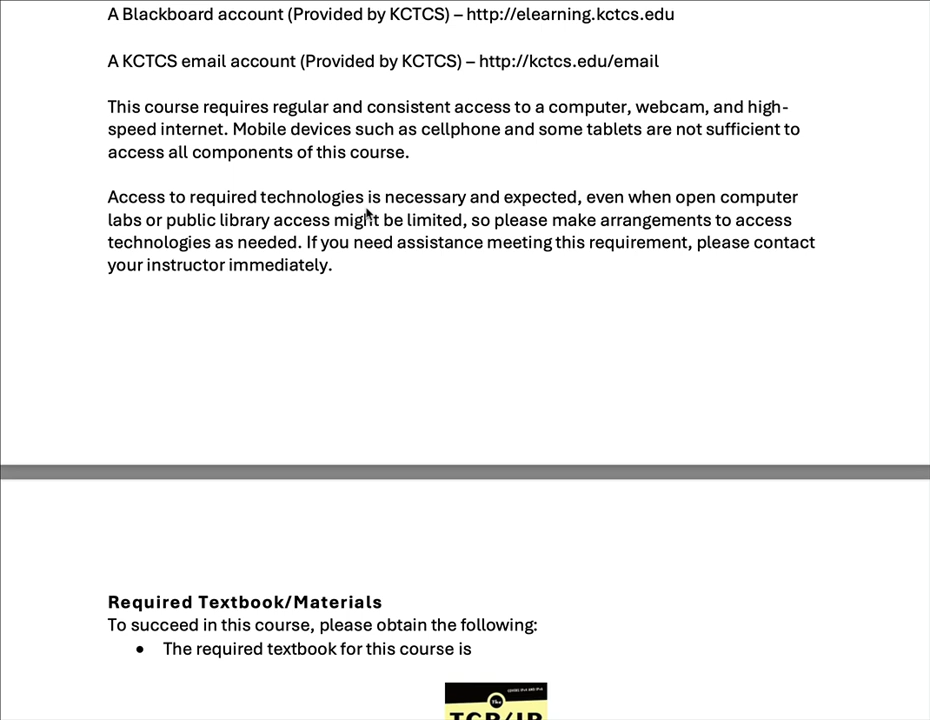 A Blackboard account (Provided by KCTCS) – http://elearning.kctcs.edu
A KCTCS email account (Provided by KCTCS) – http://kctcs.edu/email
This course requires regular and consistent access to a computer, webcam, and high-
speed internet. Mobile devices such as cellphone and some tablets are not sufficient to
access all components of this course.
Access to required technologies is necessary and expected, even when open computer
labs or public library access might be limited, so please make arrangements to access
technologies as needed. If you need assistance meeting this requirement, please contact
your instructor immediately.
Required Textbook/Materials
To succeed in this course, please obtain the following:
• The required textbook for this course is
The
TCP/IP